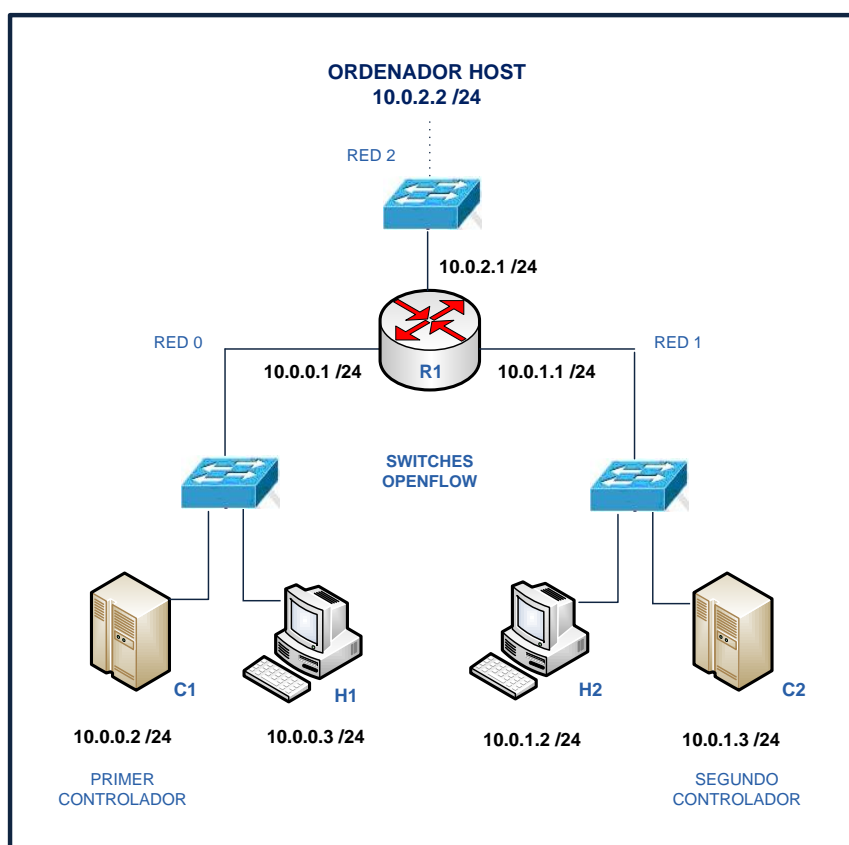 ORDENADOR HOST
10.0.2.2 /24
RED 2
10.0.2.1 /24
RED 0
RED 1
10.0.0.1 /24
R1
10.0.1.1 /24
SWITCHES
OPENFLOW
C1
H1
H2
C2
10.0.0.2 /24
10.0.0.3 /24
10.0.1.2 /24
10.0.1.3 /24
PRIMER
CONTROLADOR
SEGUNDO
CONTROLADOR